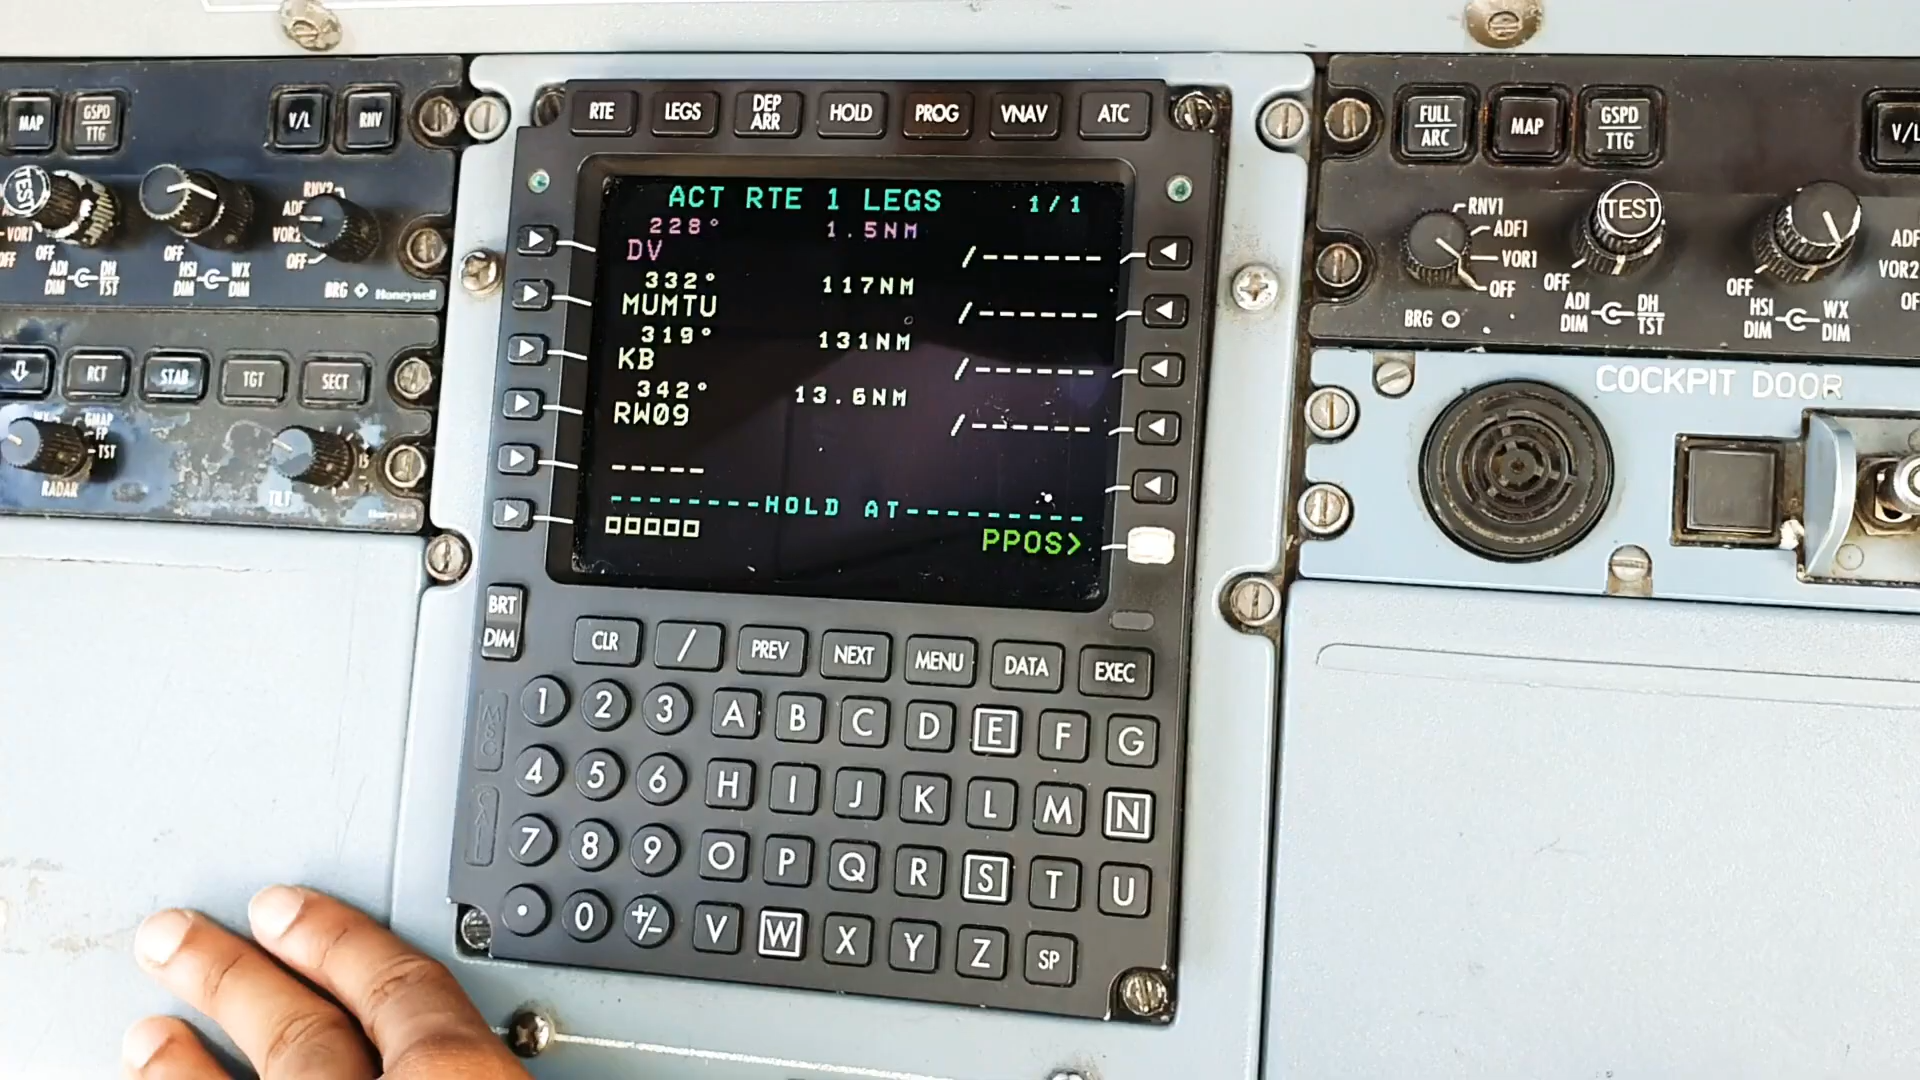 RTE LEGS DEP ARR HOLD PROG VNAV ATC
MAP GSPD TTG V/L RNV
FULL ARC MAP GSPD TTG V/L
ACT RTE 1 LEGS 1/1
228° 1.5NM
DV /------
332° 117NM
MUMTU /------
319° 131NM
KB /------
342° 13.6NM
RW09 /------
-----
--------HOLD AT---------
□□□□□ PPOS>
TEST
VOR1
OFF
OFF
ADI DIM DH TST
OFF
HSI DIM WX DIM
RNV2
ADF
VOR2
OFF
BRG Honeywell
RCT STAB TGT SECT
GMAP
FP
TST
RADAR
TILT
RNV1
ADF1
VOR1
OFF
BRG
TEST
OFF
ADI DIM DH TST
OFF
HSI DIM WX DIM
VOR2
COCKPIT DOOR
BRT
DIM
CLR / PREV NEXT MENU DATA EXEC
MSG
CALL
1 2 3 A B C D E F G
4 5 6 H I J K L M N
7 8 9 O P Q R S T U
. 0 +/- V W X Y Z SP